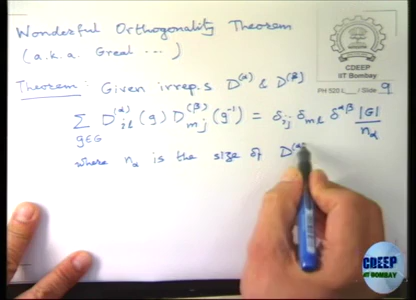 Wonderful Orthogonality Theorem
(a.k.a. Great ...)
CDEEP
IIT Bombay
PH 520 L___/ Slide 9
Theorem: Given irrep.s D^(α) & D^(β)
∑_{g∈G} D^(α)_{il}(g) D^(β)_{mj}(g⁻¹) = δ_{ij} δ_{ml} δ^{αβ} |G|/n_α
where n_α is the size of D^(α)
CDEEP
IIT BOMBAY